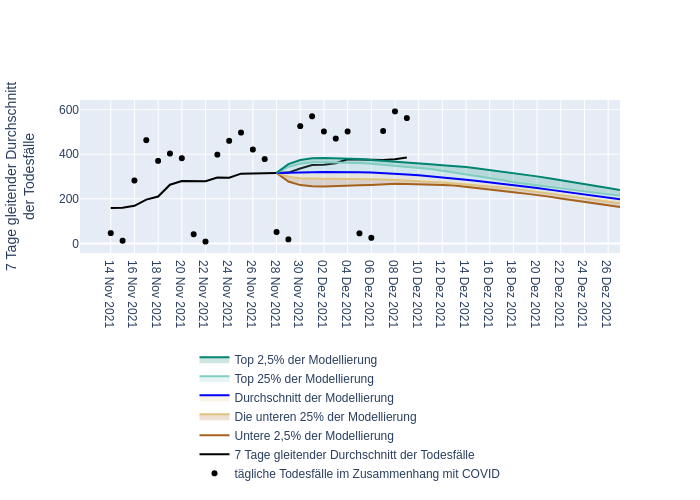 7 Tage gleitender Durchschnitt
der Todesfälle
600
400
200
0
14 Nov 2021
16 Nov 2021
18 Nov 2021
20 Nov 2021
22 Nov 2021
24 Nov 2021
26 Nov 2021
28 Nov 2021
30 Nov 2021
02 Dez 2021
04 Dez 2021
06 Dez 2021
08 Dez 2021
10 Dez 2021
12 Dez 2021
14 Dez 2021
16 Dez 2021
18 Dez 2021
20 Dez 2021
22 Dez 2021
24 Dez 2021
26 Dez 2021
Top 2,5% der Modellierung
Top 25% der Modellierung
Durchschnitt der Modellierung
Die unteren 25% der Modellierung
Untere 2,5% der Modellierung
7 Tage gleitender Durchschnitt der Todesfälle
tägliche Todesfälle im Zusammenhang mit COVID